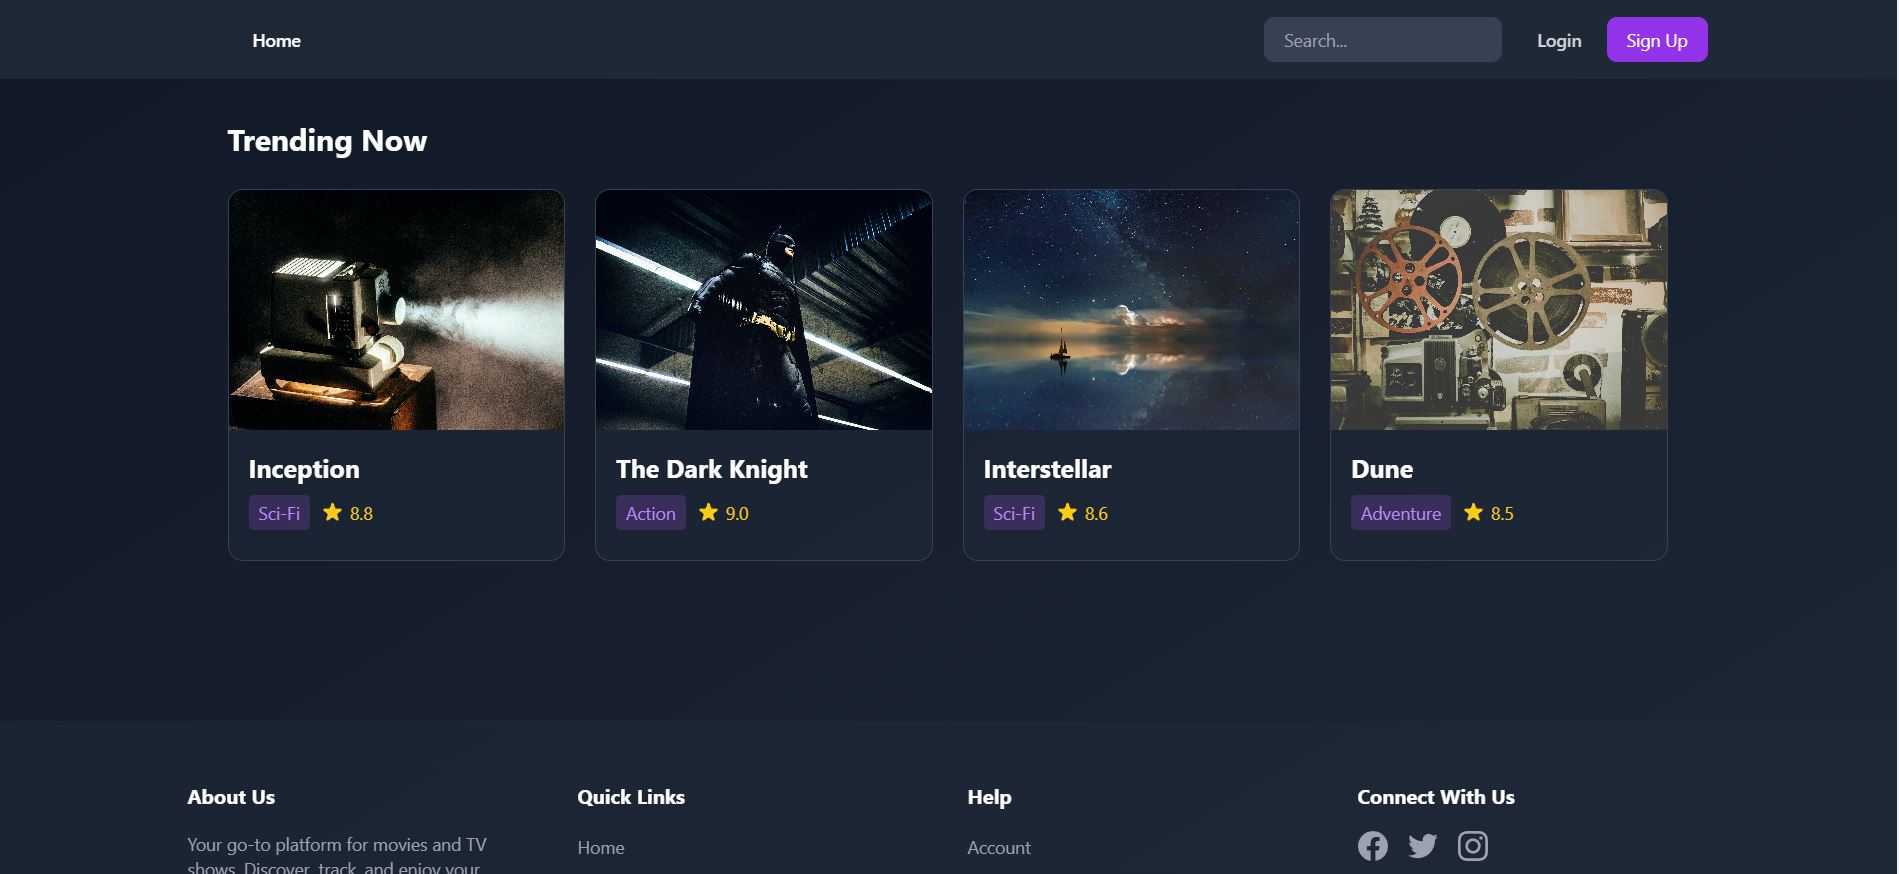 Home
Search...
Login
Sign Up
Trending Now
Inception
Sci-Fi 8.8
The Dark Knight
Action 9.0
Interstellar
Sci-Fi 8.6
Dune
Adventure 8.5
About Us
Your go-to platform for movies and TV
shows. Discover, track, and enjoy your
Quick Links
Home
Help
Account
Connect With Us